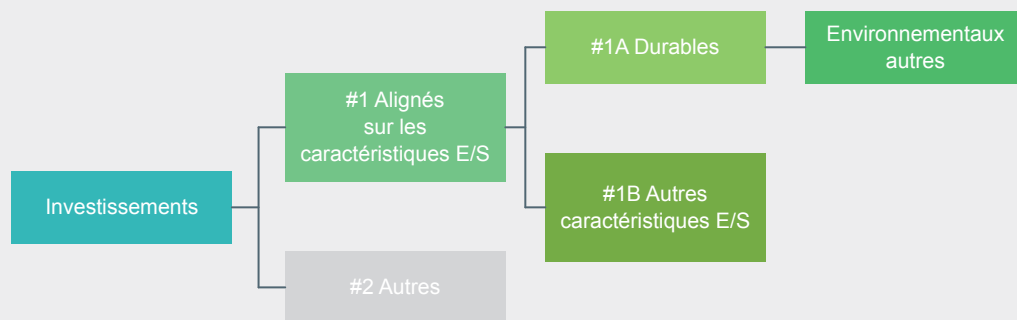 Investissements
#1 Alignés
sur les
caractéristiques E/S
#2 Autres
#1A Durables
#1B Autres
caractéristiques E/S
Environnementaux
autres